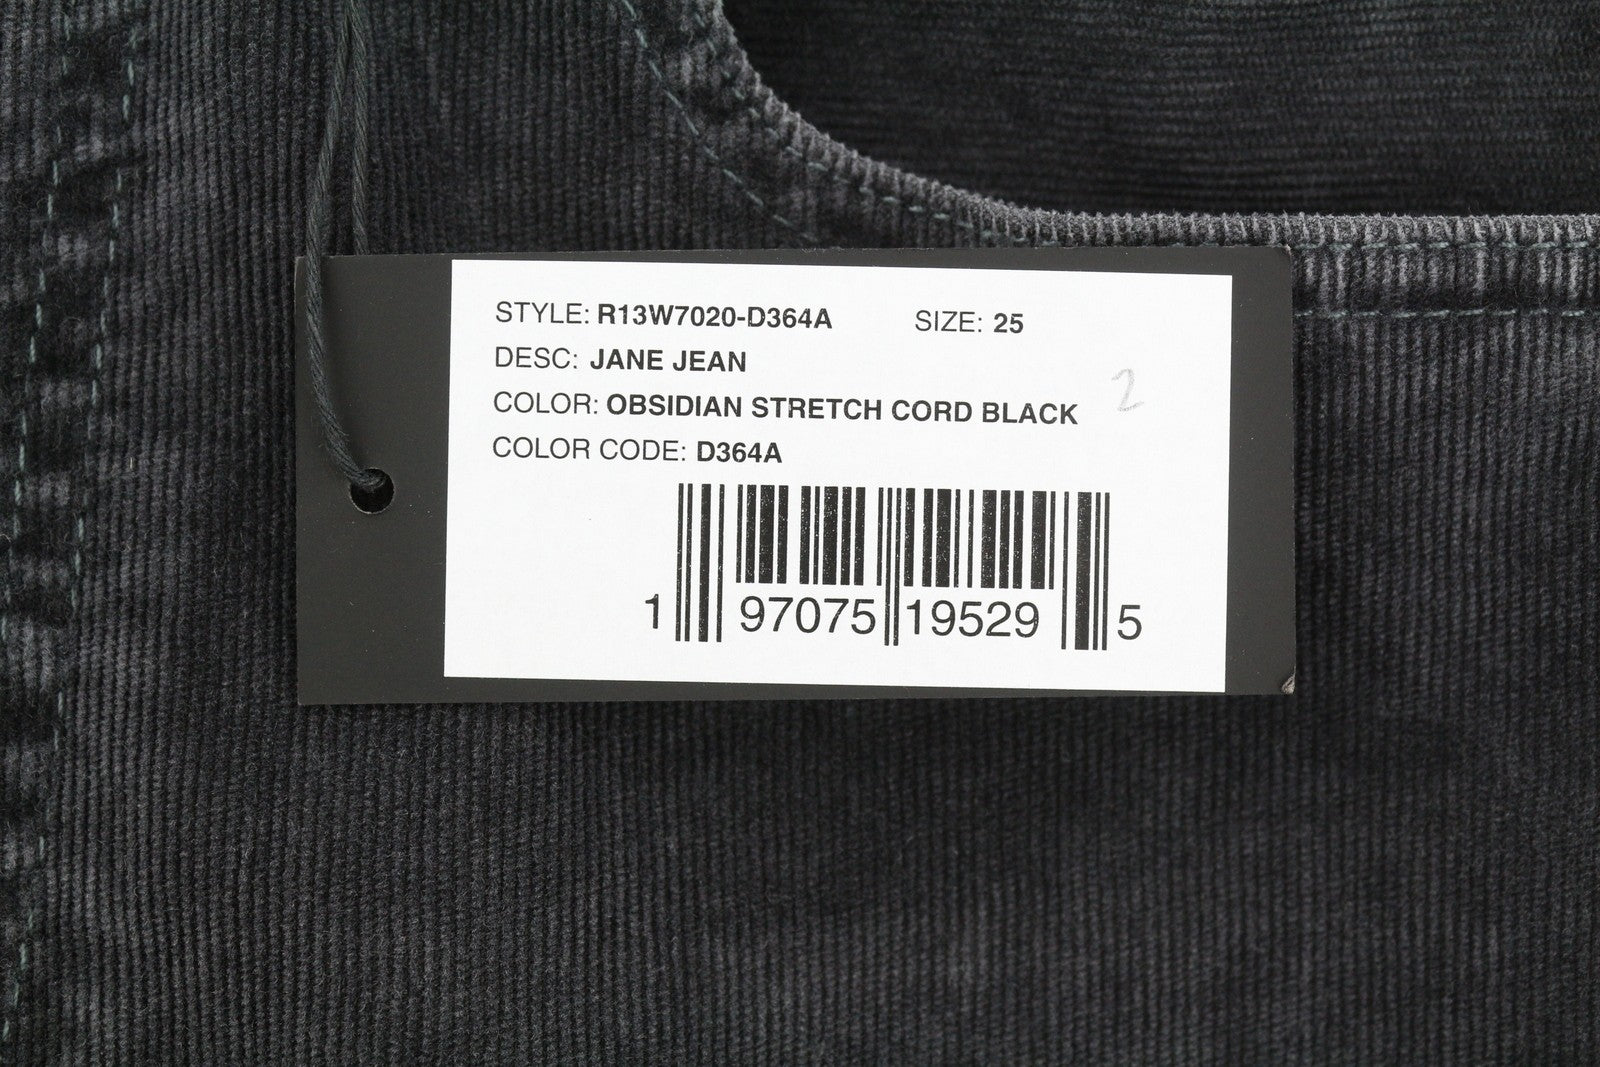 STYLE: R13W7020-D364A SIZE: 25
DESC: JANE JEAN
COLOR: OBSIDIAN STRETCH CORD BLACK 2
COLOR CODE: D364A
1 97075 19529 5